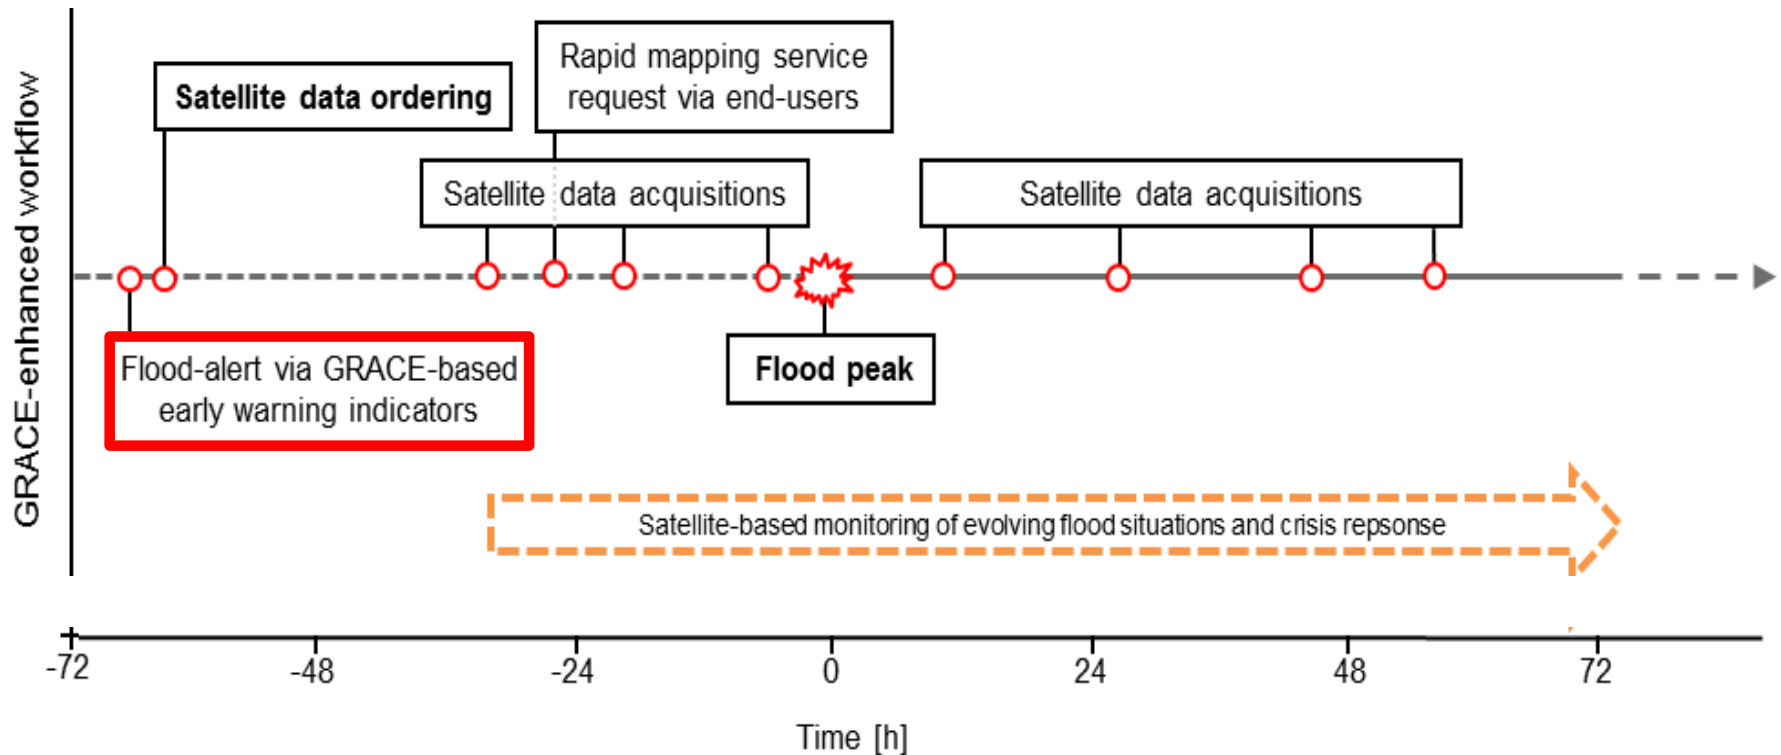 GRACE-enhanced workflow
Satellite data ordering
Rapid mapping service
request via end-users
Satellite data acquisitions
Satellite data acquisitions
Flood-alert via GRACE-based
early warning indicators
Flood peak
Satellite-based monitoring of evolving flood situations and crisis repsonse
-72 -48 -24 0 24 48 72
Time [h]